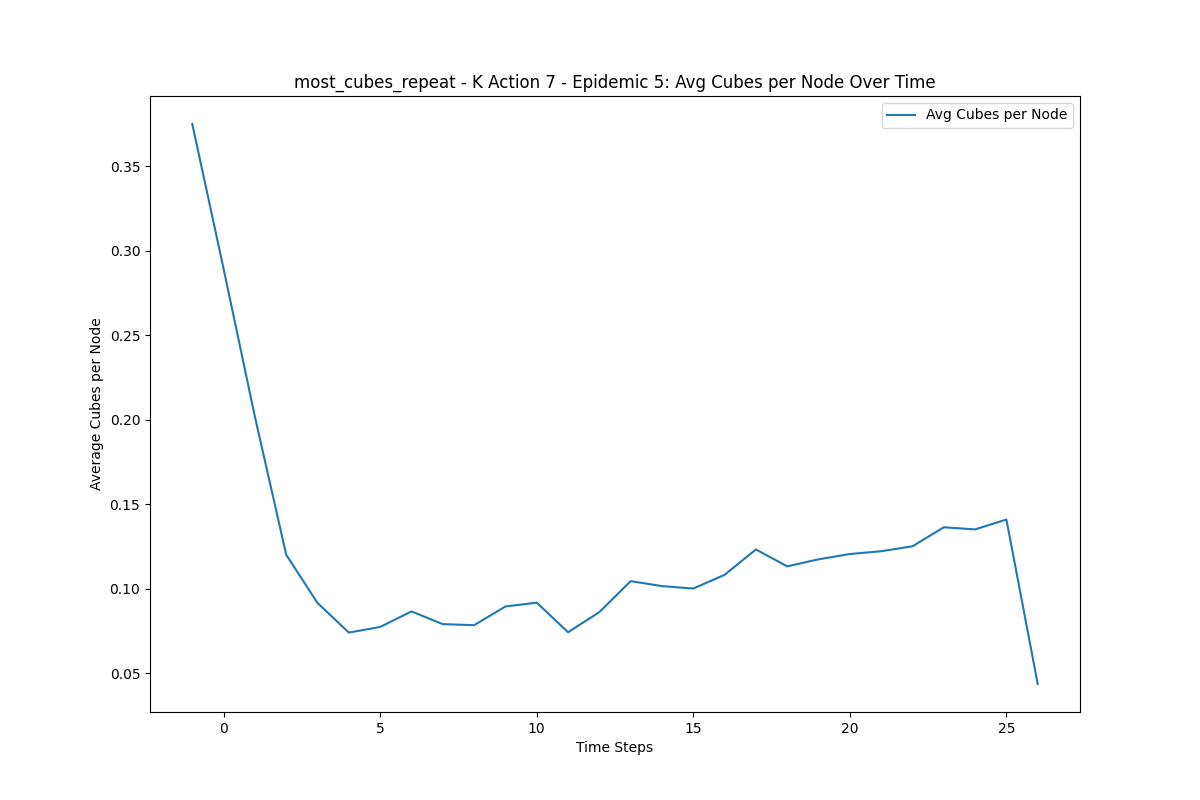 most_cubes_repeat - K Action 7 - Epidemic 5: Avg Cubes per Node Over Time
Avg Cubes per Node
Average Cubes per Node
0.35
0.30
0.25
0.20
0.15
0.10
0.05
0 5 10 15 20 25
Time Steps